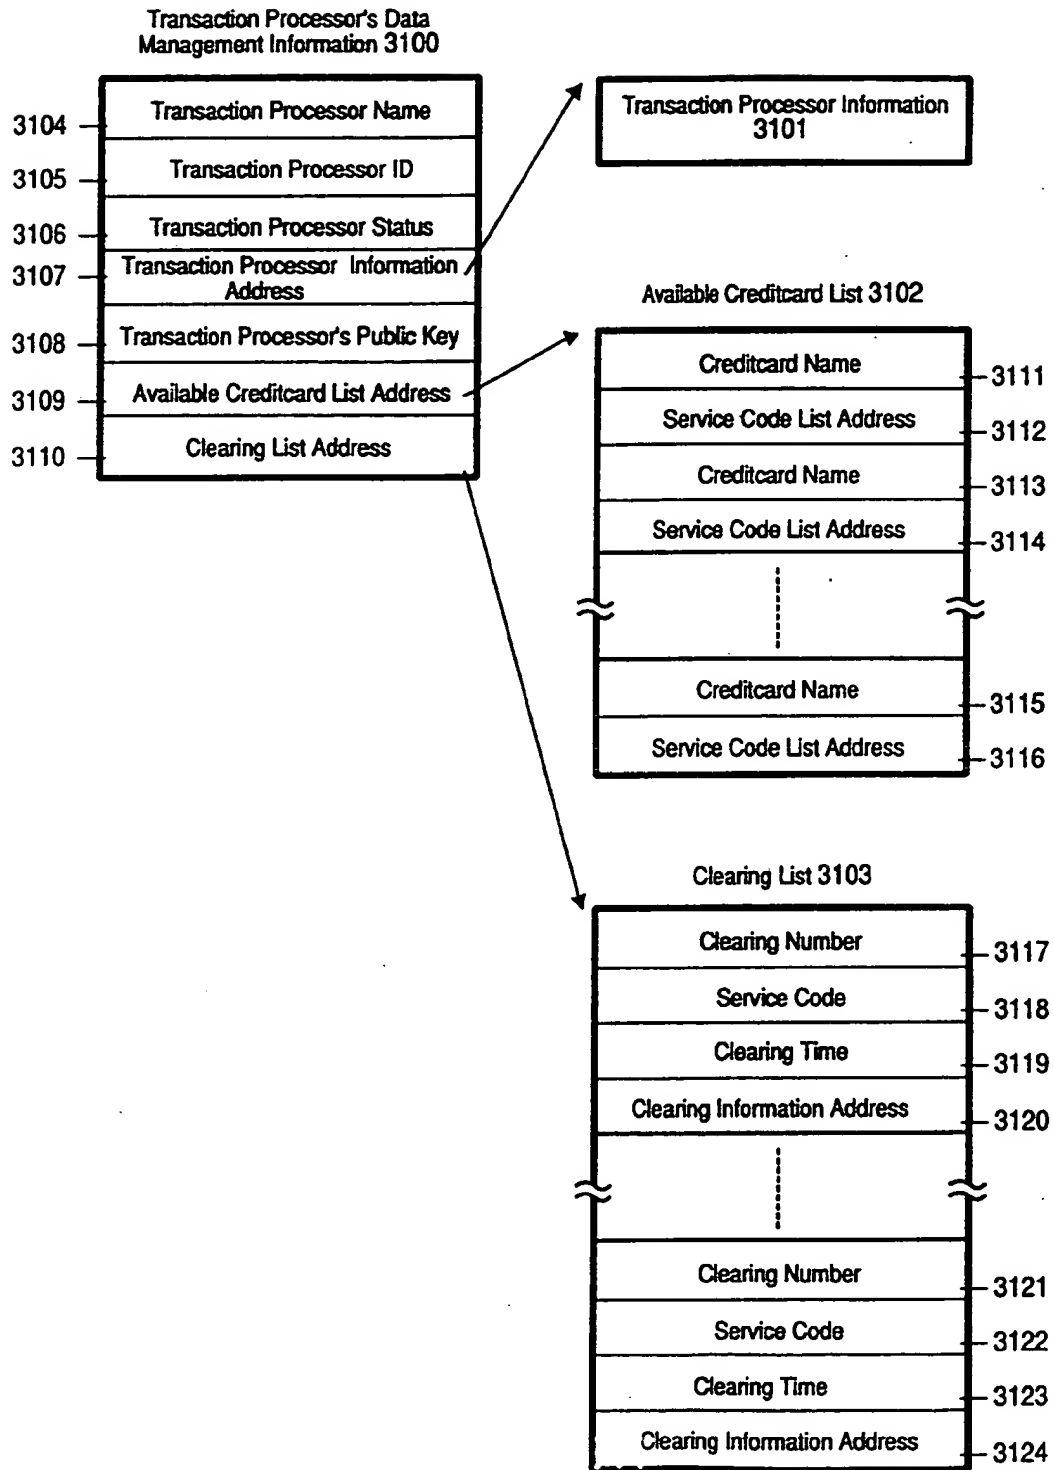 Transaction Processor's Data
Management Information 3100
3104
Transaction Processor Name
3105
Transaction Processor ID
3106
Transaction Processor Status
3107
Transaction Processor Information
Address
3108
Transaction Processor's Public Key
3109
Available Creditcard List Address
3110
Clearing List Address
Transaction Processor Information
3101
Available Creditcard List 3102
Creditcard Name
3111
Service Code List Address
3112
Creditcard Name
3113
Service Code List Address
3114
Creditcard Name
3115
Service Code List Address
3116
Clearing List 3103
Clearing Number
3117
Service Code
3118
Clearing Time
3119
Clearing Information Address
3120
Clearing Number
3121
Service Code
3122
Clearing Time
3123
Clearing Information Address
3124